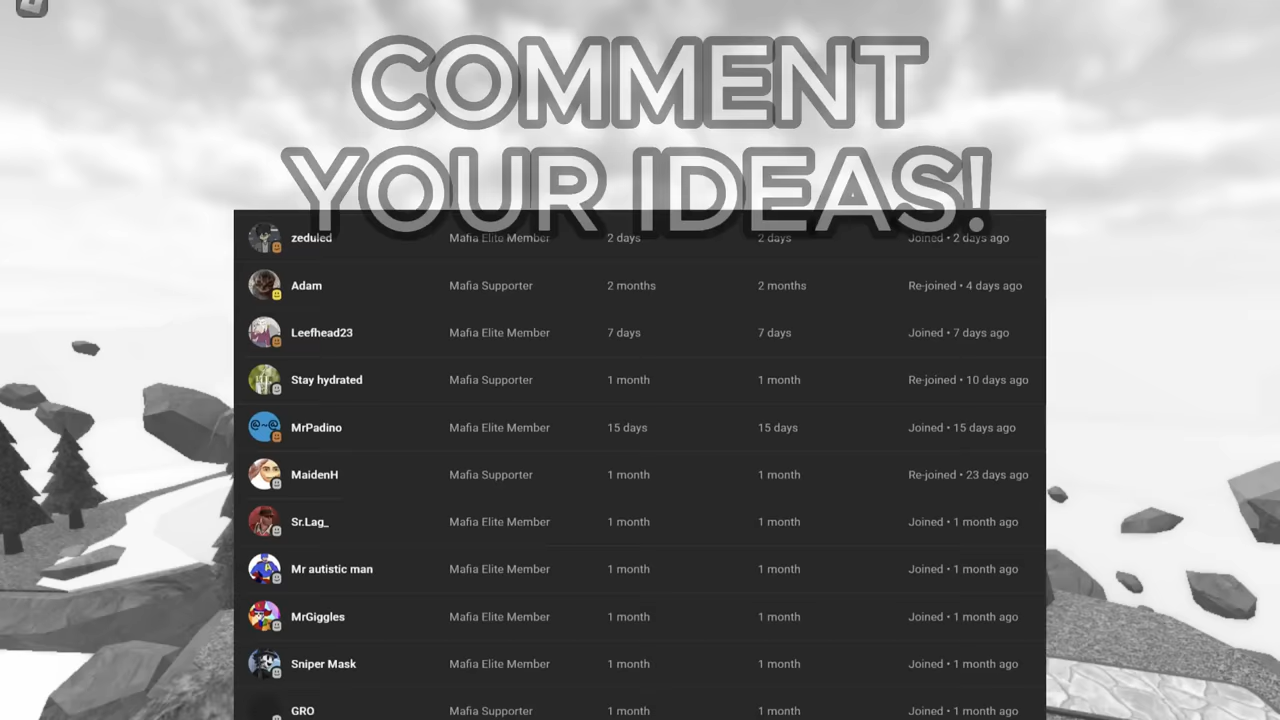 COMMENT
YOUR IDEAS!
zeduled Mafia Elite Member 2 days 2 days Joined • 2 days ago
Adam Mafia Supporter 2 months 2 months Re-joined • 4 days ago
Leefhead23 Mafia Elite Member 7 days 7 days Joined • 7 days ago
Stay hydrated Mafia Supporter 1 month 1 month Re-joined • 10 days ago
MrPadino Mafia Elite Member 15 days 15 days Joined • 15 days ago
MaidenH Mafia Supporter 1 month 1 month Re-joined • 23 days ago
Sr.Lag_ Mafia Elite Member 1 month 1 month Joined • 1 month ago
Mr autistic man Mafia Elite Member 1 month 1 month Joined • 1 month ago
MrGiggles Mafia Elite Member 1 month 1 month Joined • 1 month ago
Sniper Mask Mafia Elite Member 1 month 1 month Joined • 1 month ago
GRO Mafia Supporter 1 month 1 month Joined • 1 month ago